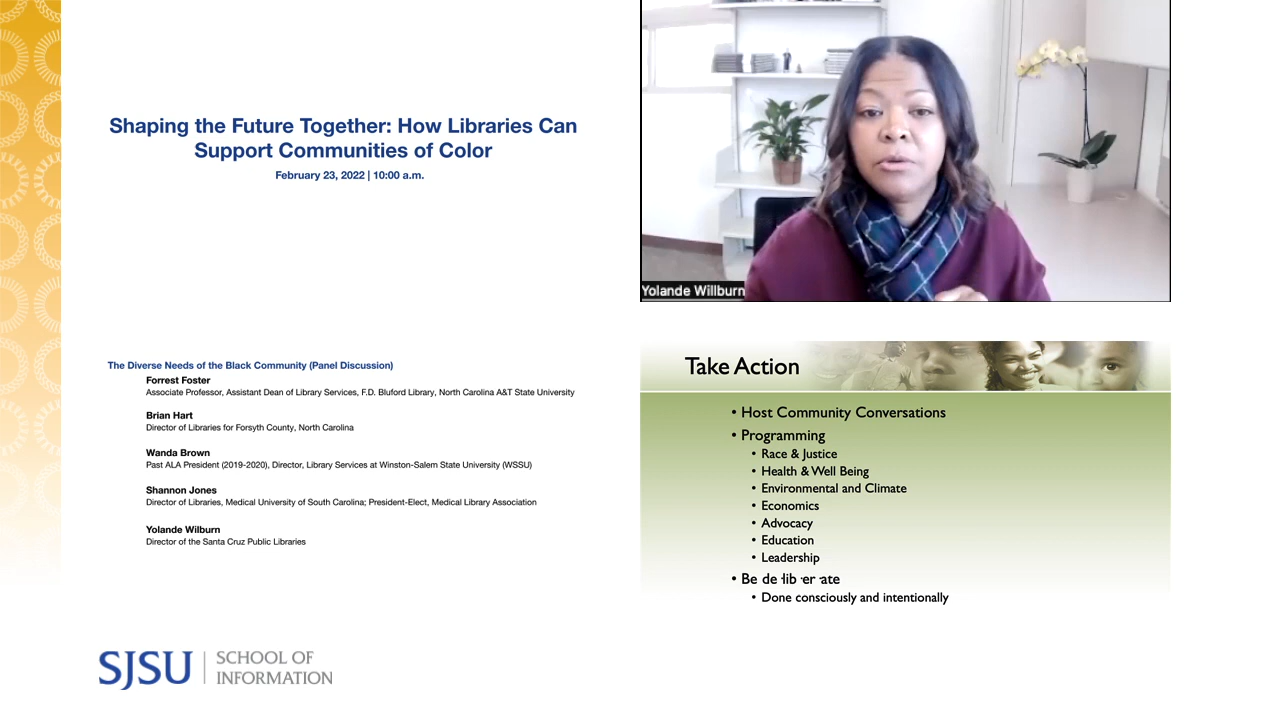 Shaping the Future Together: How Libraries Can
Support Communities of Color
February 23, 2022 | 10:00 a.m.
Yolande Willburn
The Diverse Needs of the Black Community (Panel Discussion)
Forrest Foster
Associate Professor, Assistant Dean of Library Services, F.D. Bluford Library, North Carolina A&T State University
Brian Hart
Director of Libraries for Forsyth County, North Carolina
Wanda Brown
Past ALA President (2019-2020), Director, Library Services at Winston-Salem State University (WSSU)
Shannon Jones
Director of Libraries, Medical University of South Carolina; President-Elect, Medical Library Association
Yolande Wilburn
Director of the Santa Cruz Public Libraries
Take Action
• Host Community Conversations
• Programming
• Race & Justice
• Health & Well Being
• Environmental and Climate
• Economics
• Advocacy
• Education
• Leadership
• Be de·lib·er·ate
• Done consciously and intentionally
SJSU | SCHOOL OF
INFORMATION